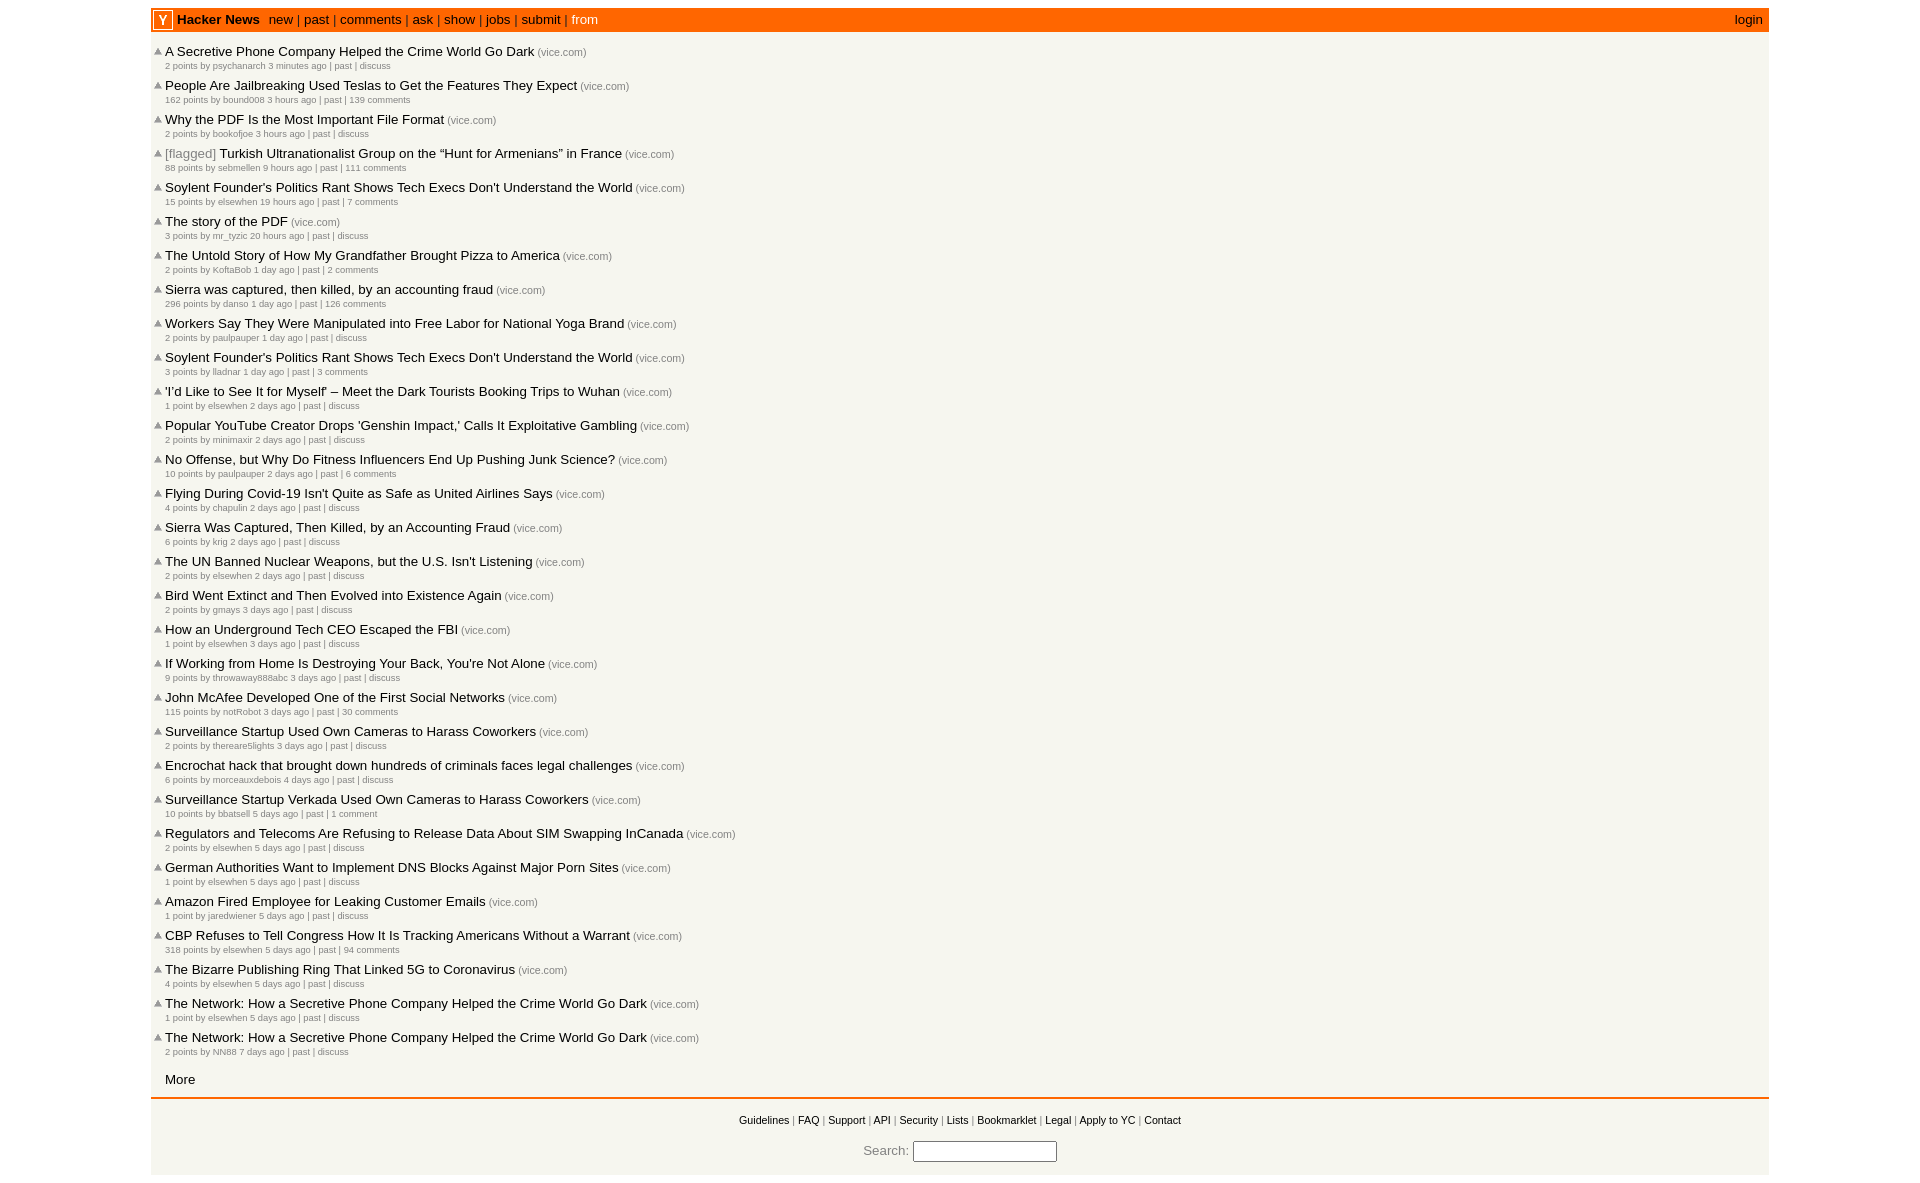 Y Hacker News new | past | comments | ask | show | jobs | submit | from login
A Secretive Phone Company Helped the Crime World Go Dark (vice.com)
2 points by psychanarch 3 minutes ago | past | discuss
People Are Jailbreaking Used Teslas to Get the Features They Expect (vice.com)
162 points by bound008 3 hours ago | past | 139 comments
Why the PDF Is the Most Important File Format (vice.com)
2 points by bookofjoe 3 hours ago | past | discuss
[flagged] Turkish Ultranationalist Group on the “Hunt for Armenians” in France (vice.com)
88 points by sebmellen 9 hours ago | past | 111 comments
Soylent Founder's Politics Rant Shows Tech Execs Don't Understand the World (vice.com)
15 points by elsewhen 19 hours ago | past | 7 comments
The story of the PDF (vice.com)
3 points by mr_tyzic 20 hours ago | past | discuss
The Untold Story of How My Grandfather Brought Pizza to America (vice.com)
2 points by KoftaBob 1 day ago | past | 2 comments
Sierra was captured, then killed, by an accounting fraud (vice.com)
296 points by danso 1 day ago | past | 126 comments
Workers Say They Were Manipulated into Free Labor for National Yoga Brand (vice.com)
2 points by paulpauper 1 day ago | past | discuss
Soylent Founder's Politics Rant Shows Tech Execs Don't Understand the World (vice.com)
3 points by lladnar 1 day ago | past | 3 comments
'I’d Like to See It for Myself' – Meet the Dark Tourists Booking Trips to Wuhan (vice.com)
1 point by elsewhen 2 days ago | past | discuss
Popular YouTube Creator Drops 'Genshin Impact,' Calls It Exploitative Gambling (vice.com)
2 points by minimaxir 2 days ago | past | discuss
No Offense, but Why Do Fitness Influencers End Up Pushing Junk Science? (vice.com)
10 points by paulpauper 2 days ago | past | 6 comments
Flying During Covid-19 Isn't Quite as Safe as United Airlines Says (vice.com)
4 points by chapulin 2 days ago | past | discuss
Sierra Was Captured, Then Killed, by an Accounting Fraud (vice.com)
6 points by krig 2 days ago | past | discuss
The UN Banned Nuclear Weapons, but the U.S. Isn't Listening (vice.com)
2 points by elsewhen 2 days ago | past | discuss
Bird Went Extinct and Then Evolved into Existence Again (vice.com)
2 points by gmays 3 days ago | past | discuss
How an Underground Tech CEO Escaped the FBI (vice.com)
1 point by elsewhen 3 days ago | past | discuss
If Working from Home Is Destroying Your Back, You're Not Alone (vice.com)
9 points by throwaway888abc 3 days ago | past | discuss
John McAfee Developed One of the First Social Networks (vice.com)
115 points by notRobot 3 days ago | past | 30 comments
Surveillance Startup Used Own Cameras to Harass Coworkers (vice.com)
2 points by thereare5lights 3 days ago | past | discuss
Encrochat hack that brought down hundreds of criminals faces legal challenges (vice.com)
6 points by morceauxdebois 4 days ago | past | discuss
Surveillance Startup Verkada Used Own Cameras to Harass Coworkers (vice.com)
10 points by bbatsell 5 days ago | past | 1 comment
Regulators and Telecoms Are Refusing to Release Data About SIM Swapping InCanada (vice.com)
2 points by elsewhen 5 days ago | past | discuss
German Authorities Want to Implement DNS Blocks Against Major Porn Sites (vice.com)
1 point by elsewhen 5 days ago | past | discuss
Amazon Fired Employee for Leaking Customer Emails (vice.com)
1 point by jaredwiener 5 days ago | past | discuss
CBP Refuses to Tell Congress How It Is Tracking Americans Without a Warrant (vice.com)
318 points by elsewhen 5 days ago | past | 94 comments
The Bizarre Publishing Ring That Linked 5G to Coronavirus (vice.com)
4 points by elsewhen 5 days ago | past | discuss
The Network: How a Secretive Phone Company Helped the Crime World Go Dark (vice.com)
1 point by elsewhen 5 days ago | past | discuss
The Network: How a Secretive Phone Company Helped the Crime World Go Dark (vice.com)
2 points by NN88 7 days ago | past | discuss
More
Guidelines | FAQ | Support | API | Security | Lists | Bookmarklet | Legal | Apply to YC | Contact
Search: